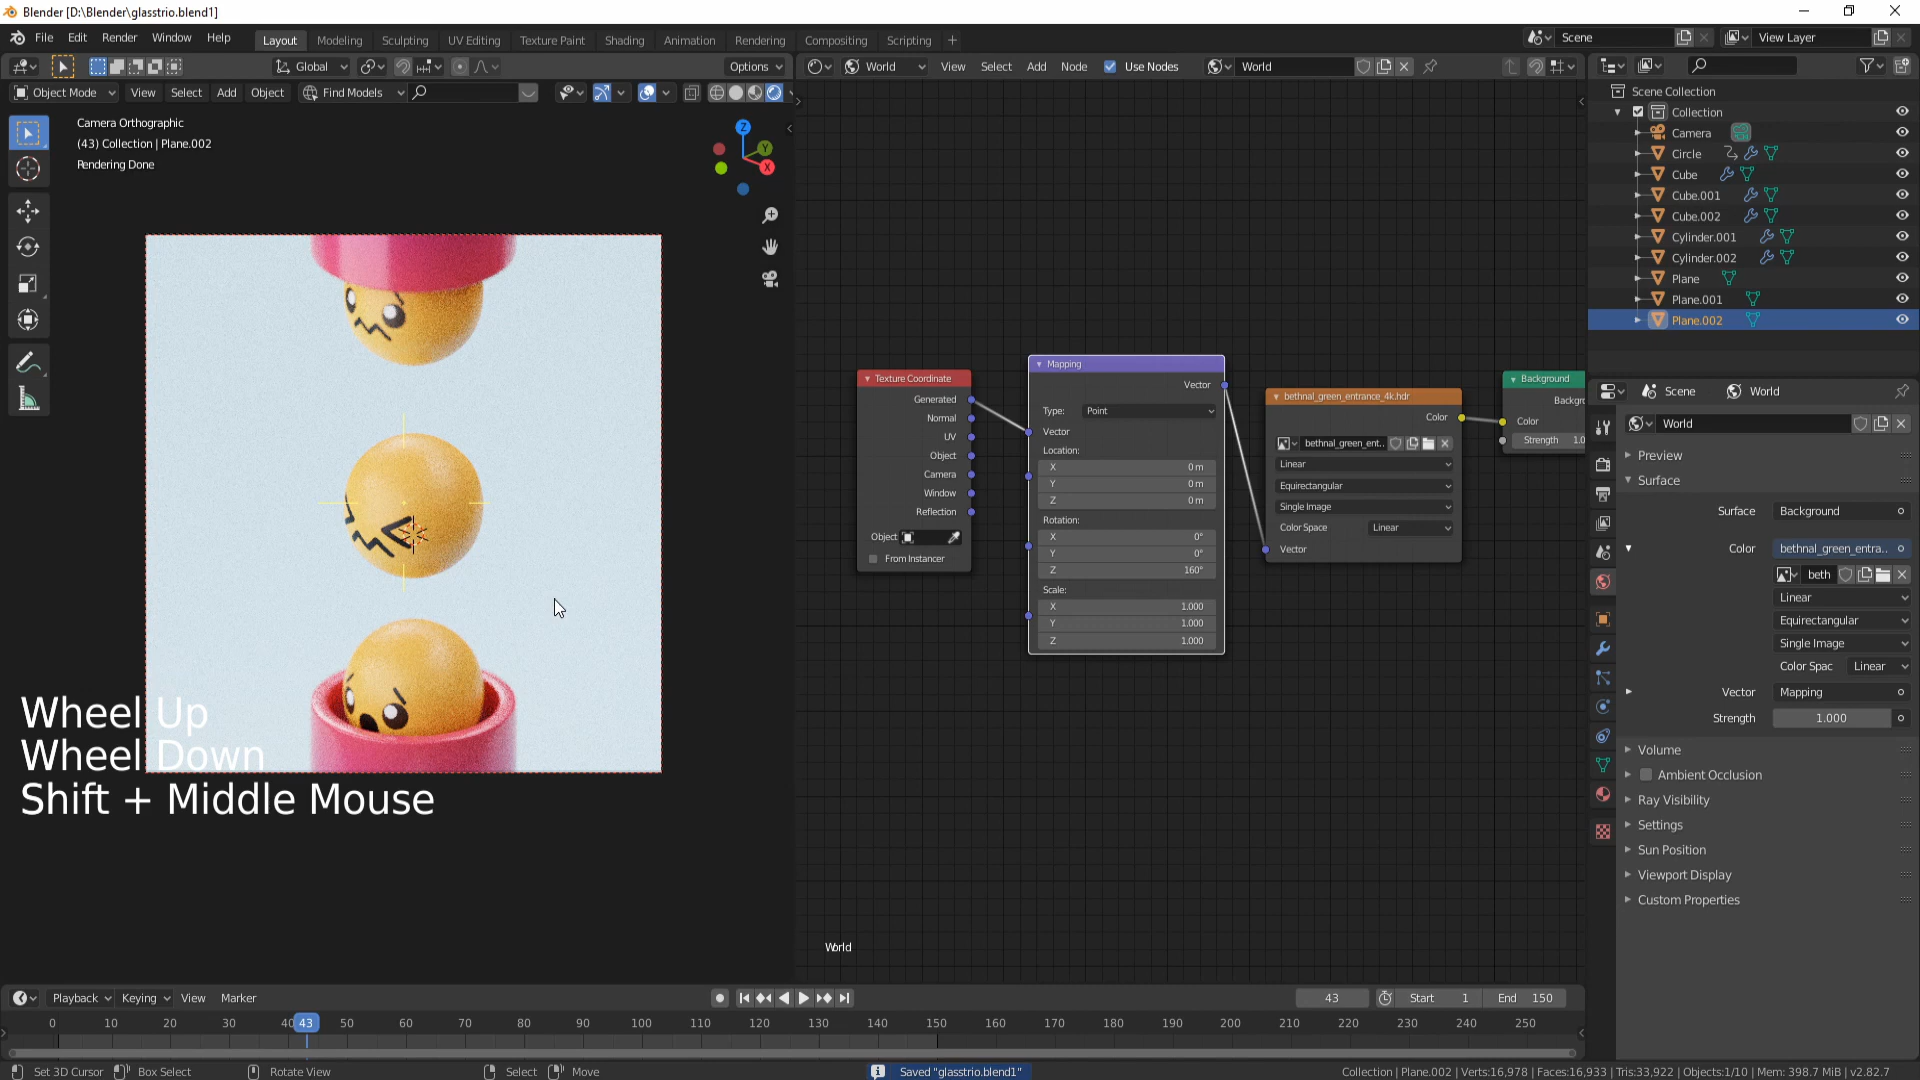 Blender [D:\Blender\glasstrio.blend1]
File Edit Render Window Help Layout Modeling Sculpting UV Editing Texture Paint Shading Animation Rendering Compositing Scripting + Scene View Layer
Global Options World View Select Add Node Use Nodes World
Object Mode View Select Add Object Find Models
Camera Orthographic
(43) Collection | Plane.002
Rendering Done
Z
Y
X
Scene Collection
Collection
Camera
Circle
Cube
Cube.001
Cube.002
Cylinder.001
Cylinder.002
Plane
Plane.001
Plane.002
Texture Coordinate
Generated
Normal
UV
Object
Camera
Window
Reflection
Object
From Instancer
Mapping
Vector
Type: Point
Vector
Location:
X 0 m
Y 0 m
Z 0 m
Rotation:
X 0°
Y 0°
Z 160°
Scale:
X 1.000
Y 1.000
Z 1.000
bethnal_green_entrance_4k.hdr
Color
bethnal_green_ent..
Linear
Equirectangular
Single Image
Color Space Linear
Vector
Background
Backgro
Color
Strength 1.0
World
Scene World
World
Preview
Surface
Surface Background
Color bethnal_green_entra..
beth
Linear
Equirectangular
Single Image
Color Spac Linear
Vector Mapping
Strength 1.000
Volume
Ambient Occlusion
Ray Visibility
Settings
Sun Position
Viewport Display
Custom Properties
Wheel Up
Wheel Down
Shift + Middle Mouse
Playback Keying View Marker 43 Start 1 End 150
0 10 20 30 40 43 50 60 70 80 90 100 110 120 130 140 150 160 170 180 190 200 210 220 230 240 250
Set 3D Cursor Box Select Rotate View Select Move Saved "glasstrio.blend1" Collection | Plane.002 | Verts:16,978 | Faces:16,933 | Tris:33,922 | Objects:1/10 | Mem: 398.7 MiB | v2.82.7